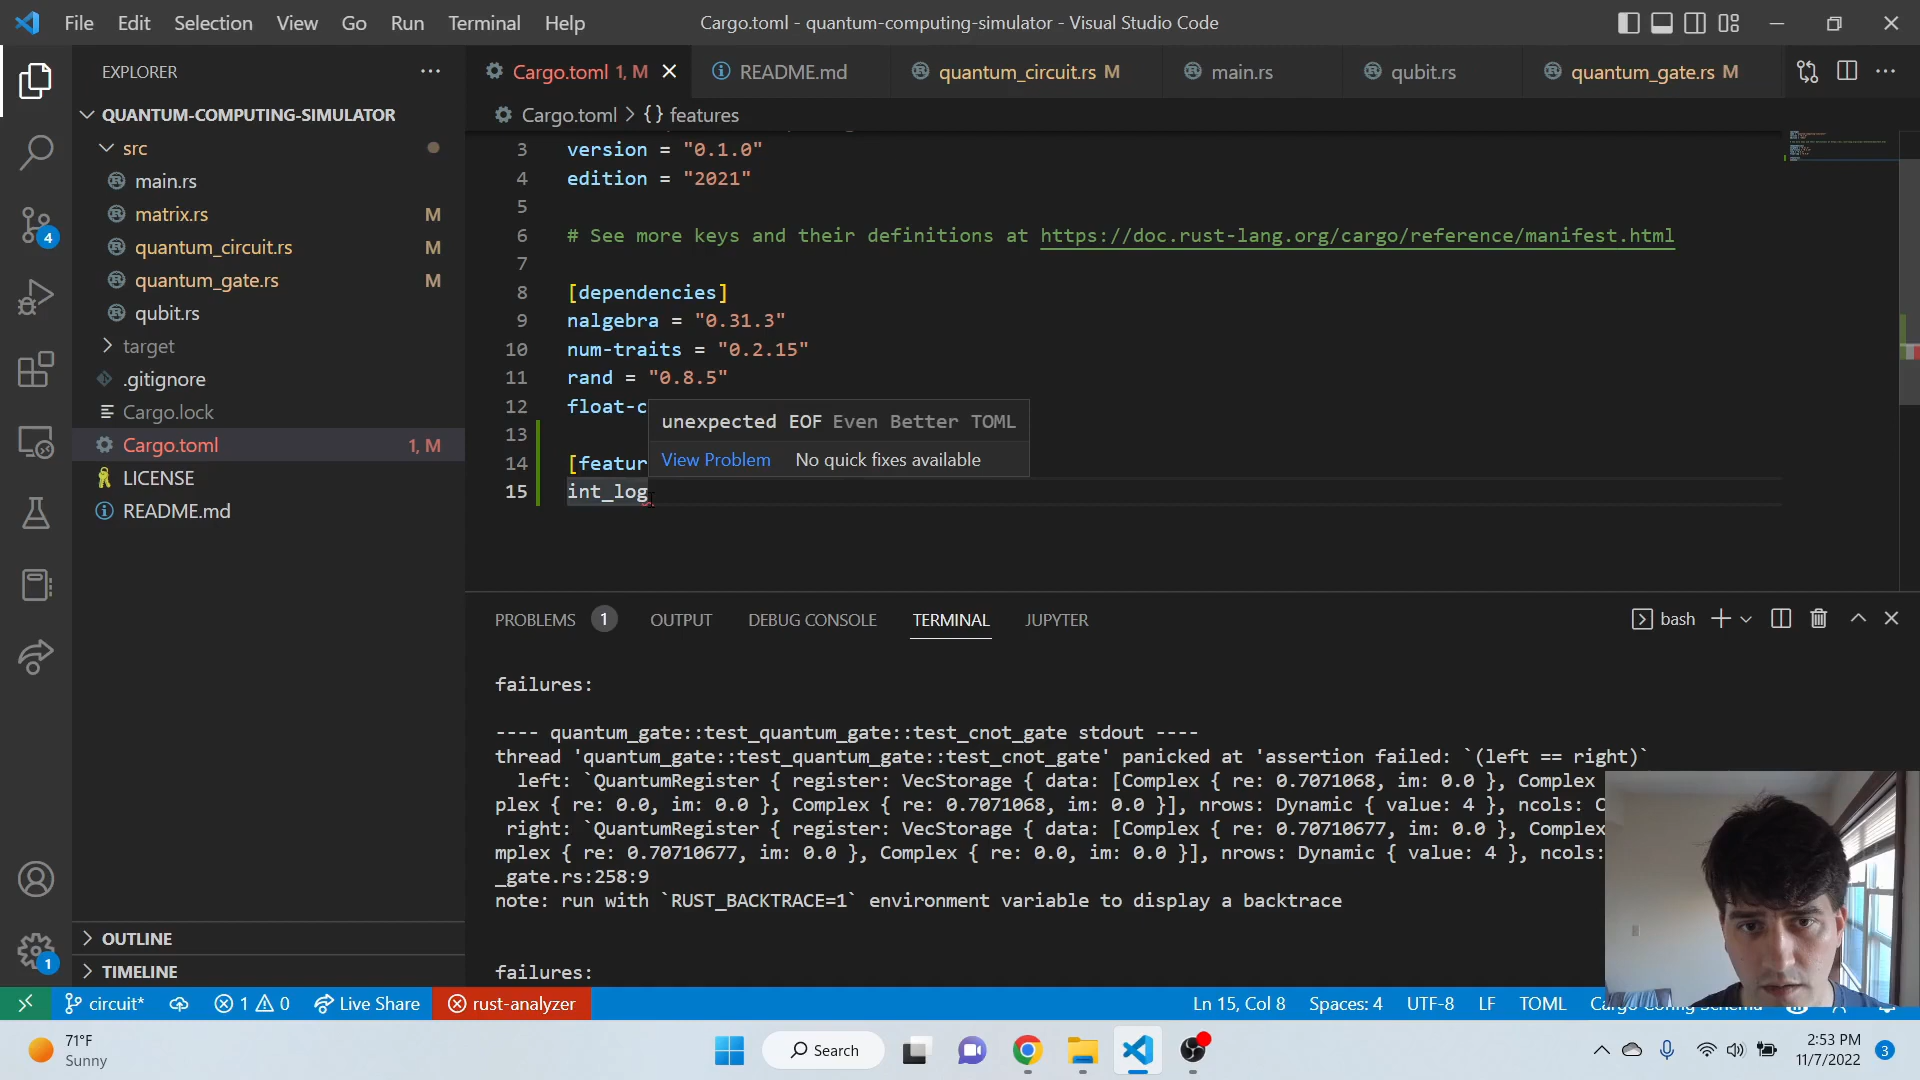 File Edit Selection View Go Run Terminal Help
Cargo.toml - quantum-computing-simulator - Visual Studio Code
EXPLORER
Cargo.toml 1, M
README.md
quantum_circuit.rs M
main.rs
qubit.rs
quantum_gate.rs M
Cargo.toml > {} features
QUANTUM-COMPUTING-SIMULATOR
src
main.rs
matrix.rs M
quantum_circuit.rs M
quantum_gate.rs M
qubit.rs
target
.gitignore
Cargo.lock
Cargo.toml 1, M
LICENSE
README.md
OUTLINE
TIMELINE
4
1
3 version = "0.1.0"
4 edition = "2021"
5
6 # See more keys and their definitions at https://doc.rust-lang.org/cargo/reference/manifest.html
7
8 [dependencies]
9 nalgebra = "0.31.3"
10 num-traits = "0.2.15"
11 rand = "0.8.5"
12 float-c
13
14 [featur
15 int_log
unexpected EOF Even Better TOML
View Problem No quick fixes available
PROBLEMS 1 OUTPUT DEBUG CONSOLE TERMINAL JUPYTER
bash
failures:
---- quantum_gate::test_quantum_gate::test_cnot_gate stdout ----
thread 'quantum_gate::test_quantum_gate::test_cnot_gate' panicked at 'assertion failed: `(left == right)`
left: `QuantumRegister { register: VecStorage { data: [Complex { re: 0.7071068, im: 0.0 }, Complex
plex { re: 0.0, im: 0.0 }, Complex { re: 0.7071068, im: 0.0 }], nrows: Dynamic { value: 4 }, ncols: C
right: `QuantumRegister { register: VecStorage { data: [Complex { re: 0.70710677, im: 0.0 }, Complex
mplex { re: 0.70710677, im: 0.0 }, Complex { re: 0.0, im: 0.0 }], nrows: Dynamic { value: 4 }, ncols:
_gate.rs:258:9
note: run with `RUST_BACKTRACE=1` environment variable to display a backtrace
failures:
circuit* 1 0 Live Share rust-analyzer
Ln 15, Col 8 Spaces: 4 UTF-8 LF TOML
71°F
Sunny
Search
2:53 PM
11/7/2022
3